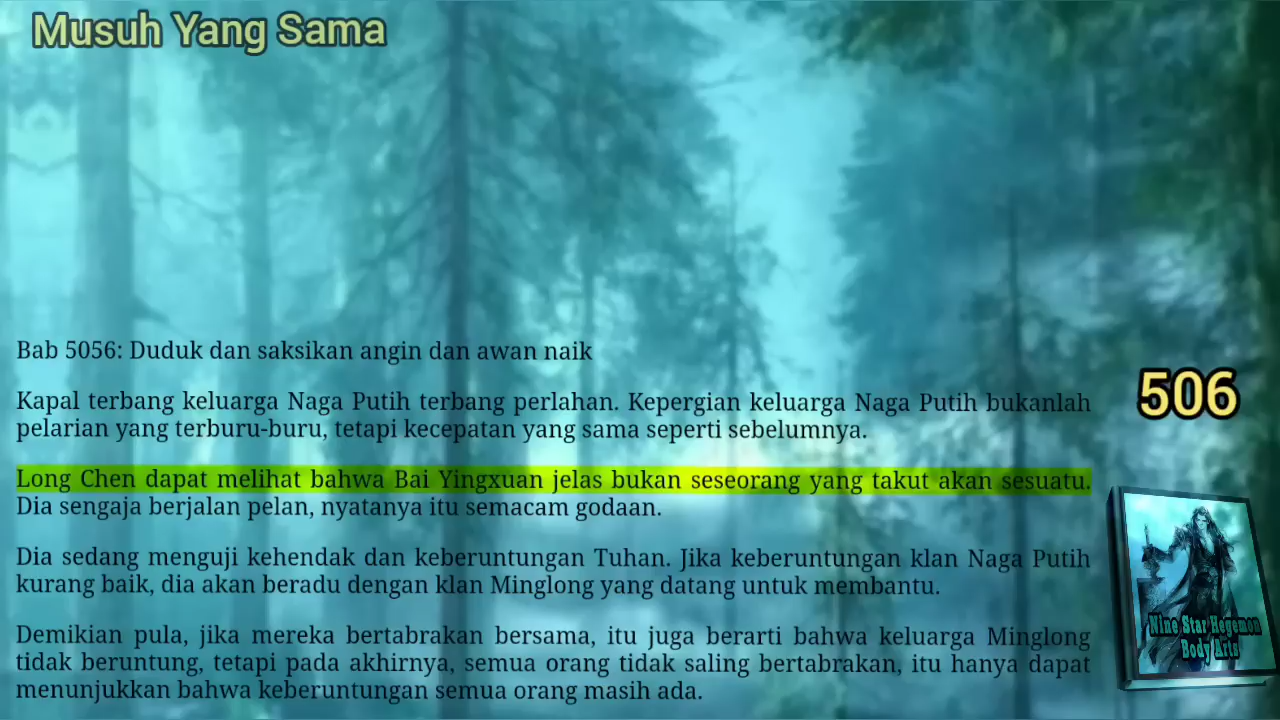 Musuh Yang Sama
Bab 5056: Duduk dan saksikan angin dan awan naik
Kapal terbang keluarga Naga Putih terbang perlahan. Kepergian keluarga Naga Putih bukanlah
pelarian yang terburu-buru, tetapi kecepatan yang sama seperti sebelumnya.
506
Long Chen dapat melihat bahwa Bai Yingxuan jelas bukan seseorang yang takut akan sesuatu.
Dia sengaja berjalan pelan, nyatanya itu semacam godaan.
Dia sedang menguji kehendak dan keberuntungan Tuhan. Jika keberuntungan klan Naga Putih
kurang baik, dia akan beradu dengan klan Minglong yang datang untuk membantu.
Demikian pula, jika mereka bertabrakan bersama, itu juga berarti bahwa keluarga Minglong
tidak beruntung, tetapi pada akhirnya, semua orang tidak saling bertabrakan, itu hanya dapat
menunjukkan bahwa keberuntungan semua orang masih ada.
Nine Star Hegemon
Body Arts